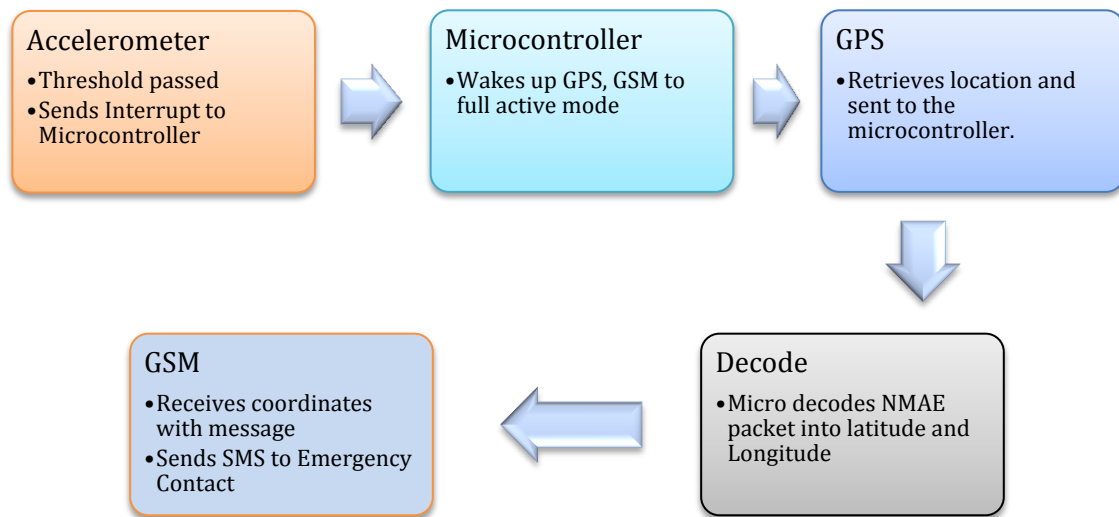 Accelerometer
•Threshold passed
•Sends Interrupt to
Microcontroller
Microcontroller
•Wakes up GPS, GSM to
full active mode
GPS
•Retrieves location and
sent to the
microcontroller.
Decode
•Micro decodes NMAE
packet into latitude and
Longitude
GSM
•Receives coordinates
with message
•Sends SMS to Emergency
Contact